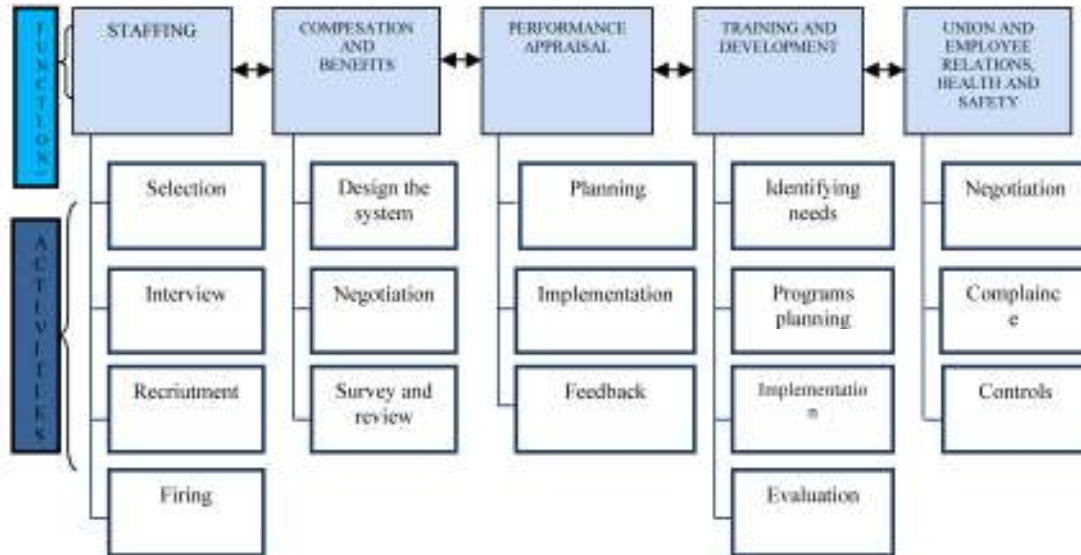 FUNCTION
STAFFING
COMPESATION
AND
BENEFITS
PERFORMANCE
APPRAISAL
TRAINING AND
DEVELOPMENT
UNION AND
EMPLOYEE
RELATIONS,
HEALTH AND
SAFETY
ACTIVITIES
Selection
Interview
Recriutment
Firing
Design the
system
Negotiation
Survey and
review
Planning
Implementation
Feedback
Identifying
needs
Programs
planning
Implementatio
n
Evaluation
Negotiation
Complainc
e
Controls